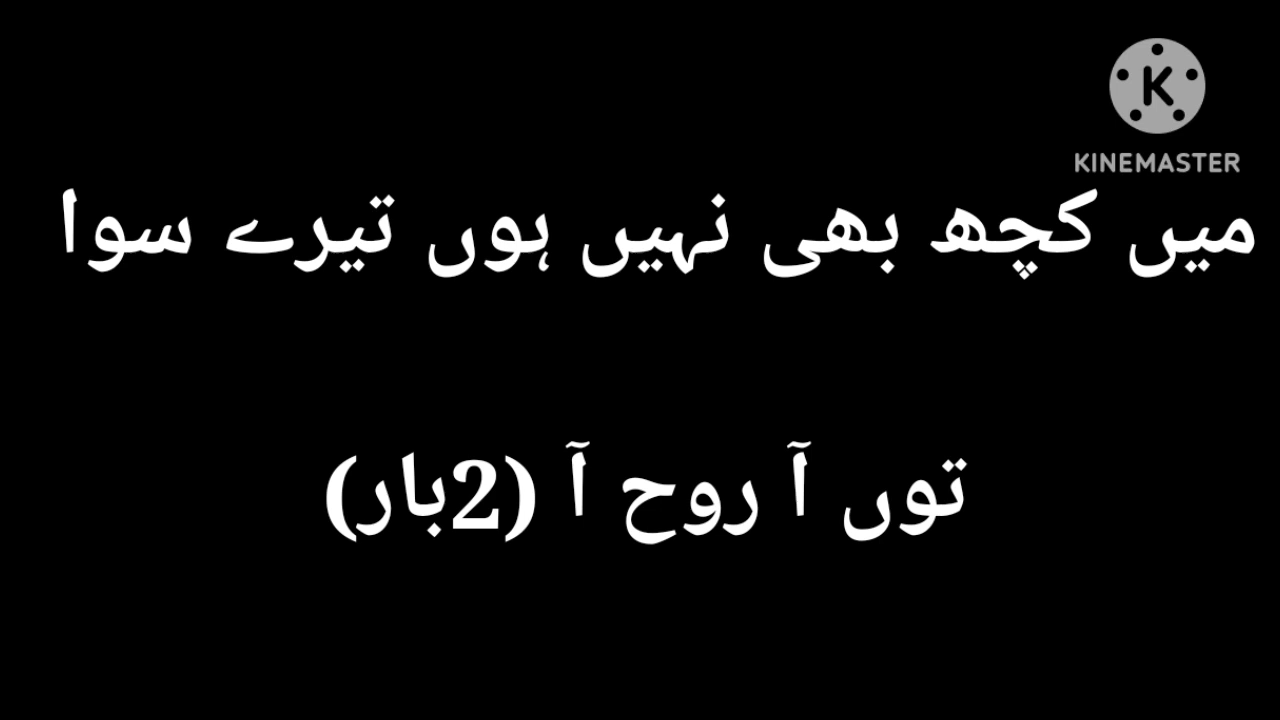 KINEMASTER
میں کچھ بھی نہیں ہوں تیرے سوا
توں آ روح آ (2بار)